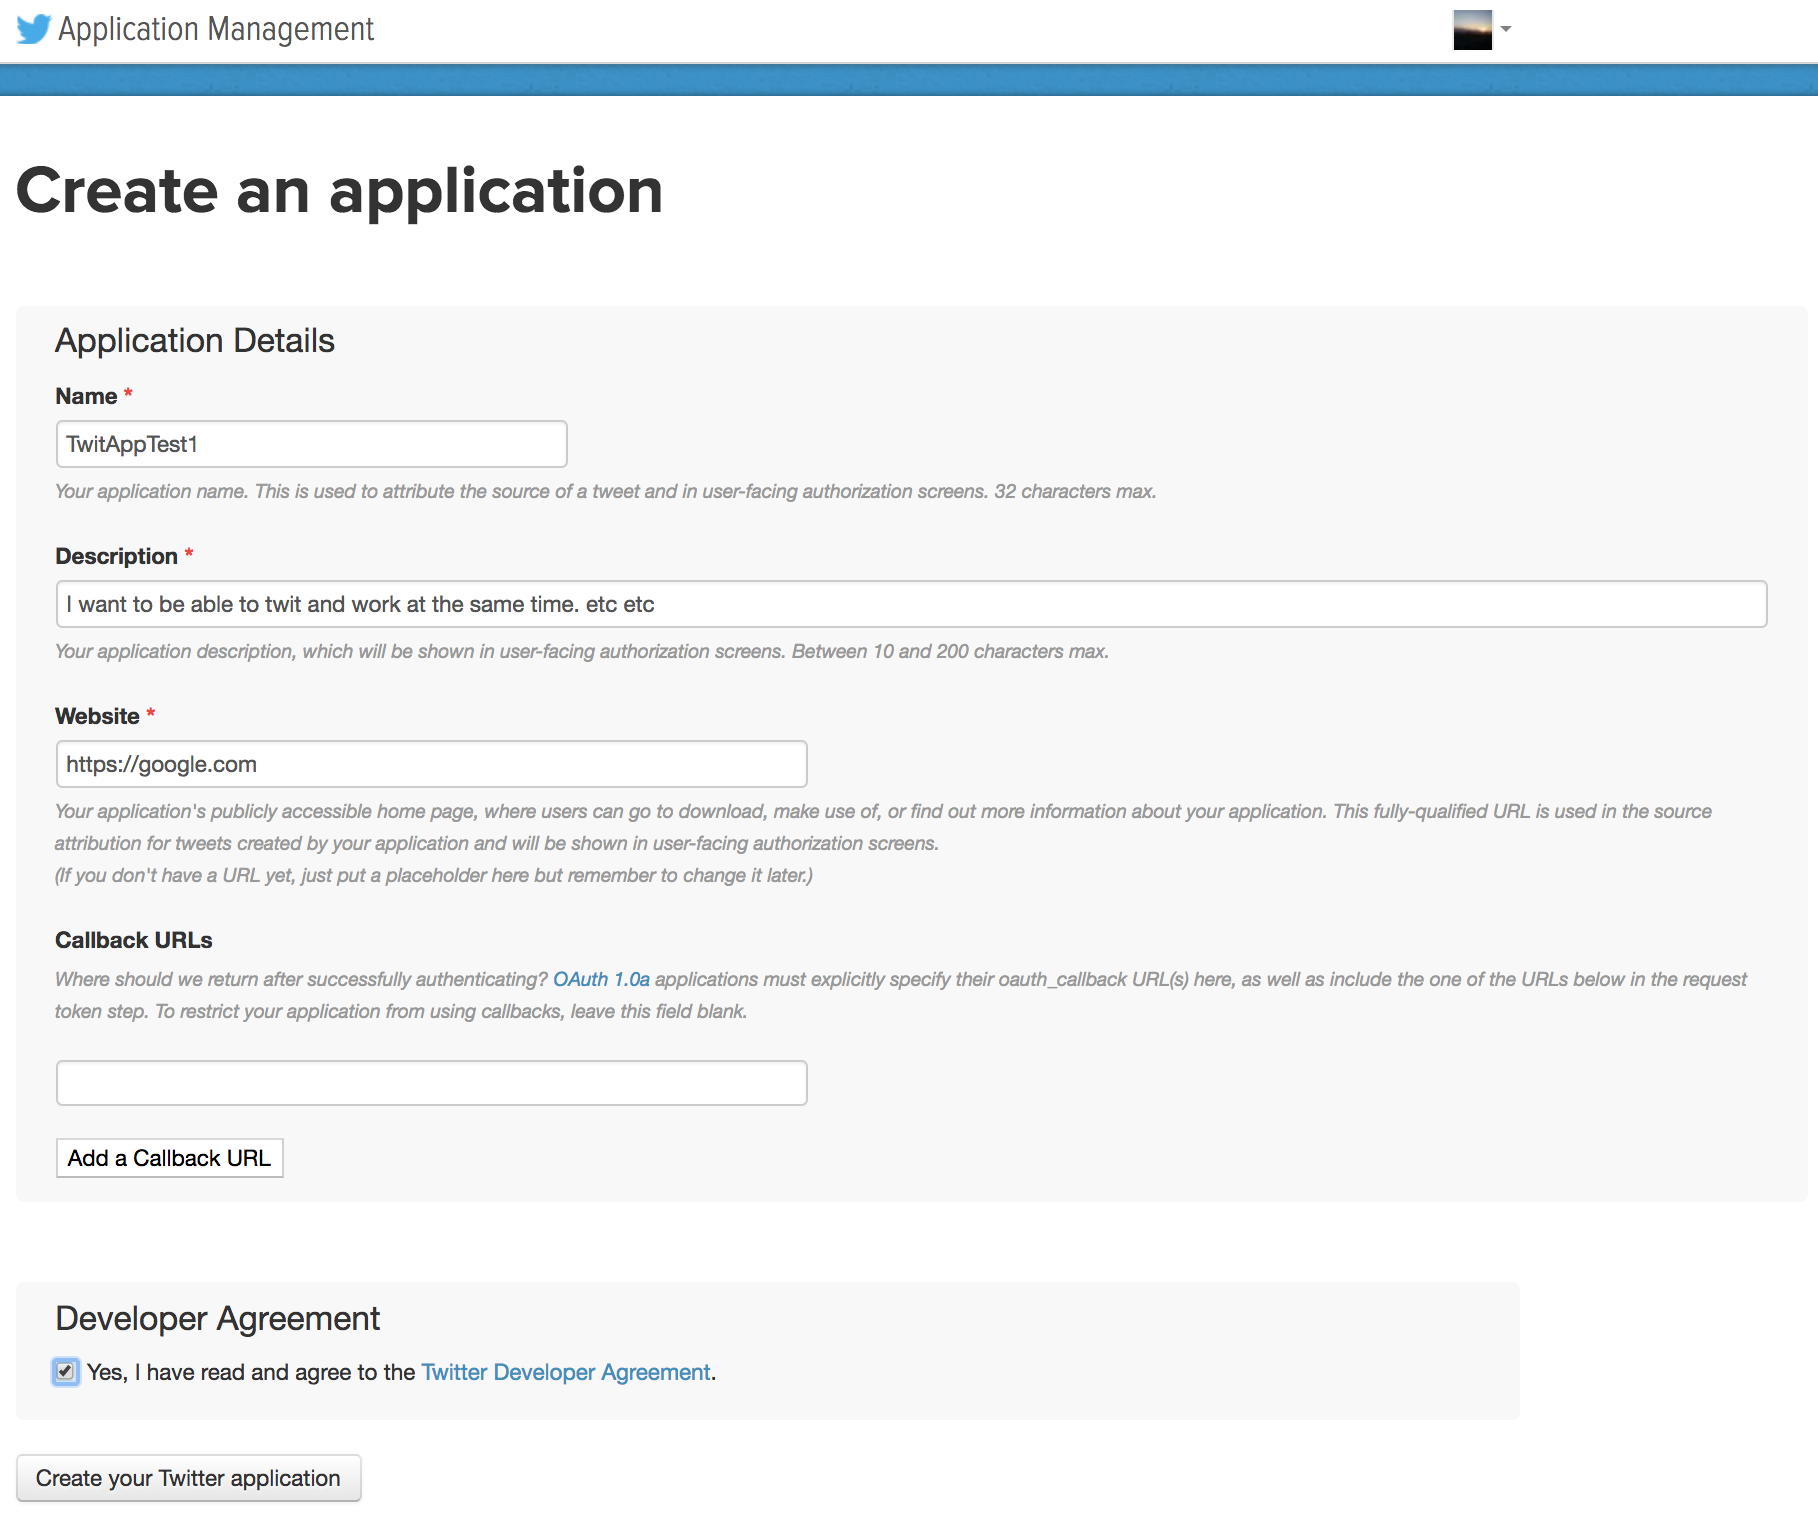 Application Management
Create an application
Application Details
Name *
TwitAppTest1
Your application name. This is used to attribute the source of a tweet and in user-facing authorization screens. 32 characters max.
Description *
I want to be able to twit and work at the same time. etc etc
Your application description, which will be shown in user-facing authorization screens. Between 10 and 200 characters max.
Website *
https://google.com
Your application's publicly accessible home page, where users can go to download, make use of, or find out more information about your application. This fully-qualified URL is used in the source
attribution for tweets created by your application and will be shown in user-facing authorization screens.
(If you don't have a URL yet, just put a placeholder here but remember to change it later.)
Callback URLs
Where should we return after successfully authenticating? OAuth 1.0a applications must explicitly specify their oauth_callback URL(s) here, as well as include the one of the URLs below in the request
token step. To restrict your application from using callbacks, leave this field blank.
Add a Callback URL
Developer Agreement
Yes, I have read and agree to the Twitter Developer Agreement.
Create your Twitter application